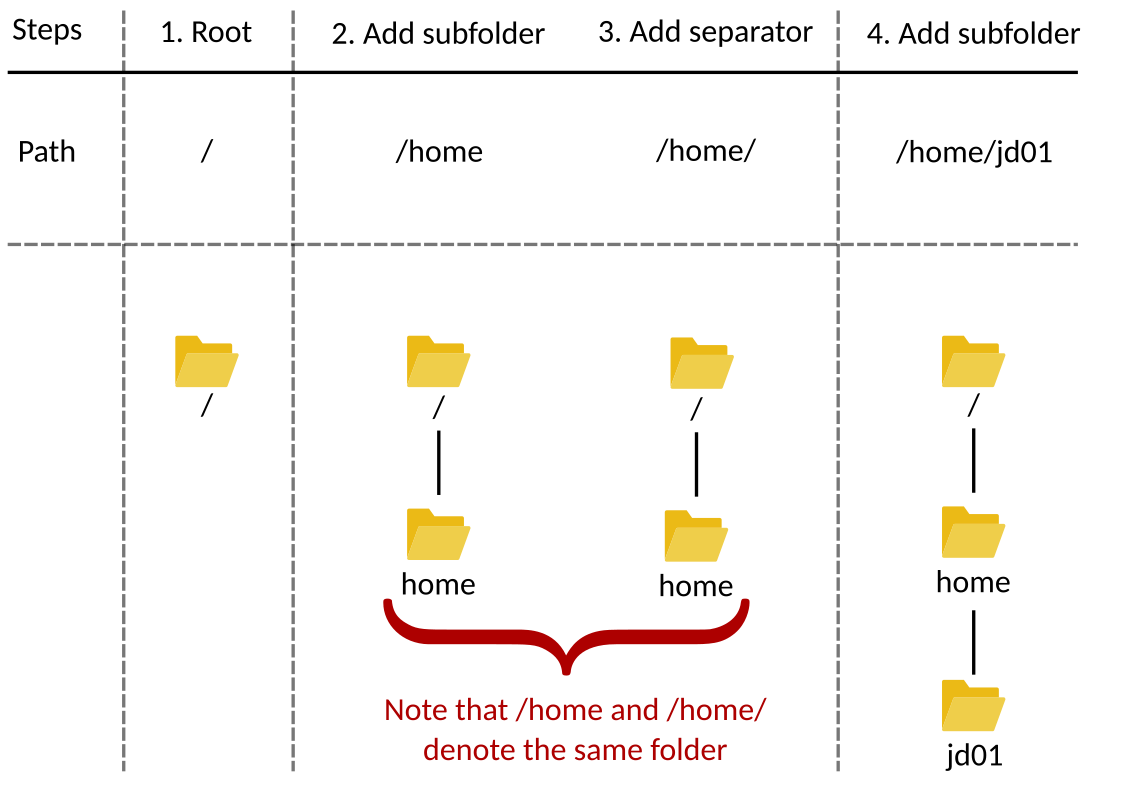 Steps
1. Root
2. Add subfolder
3. Add separator
4. Add subfolder
Path
/
/home
/home/
/home/jd01
/
/
/
/
home
home
home
Note that /home and /home/
denote the same folder
jd01